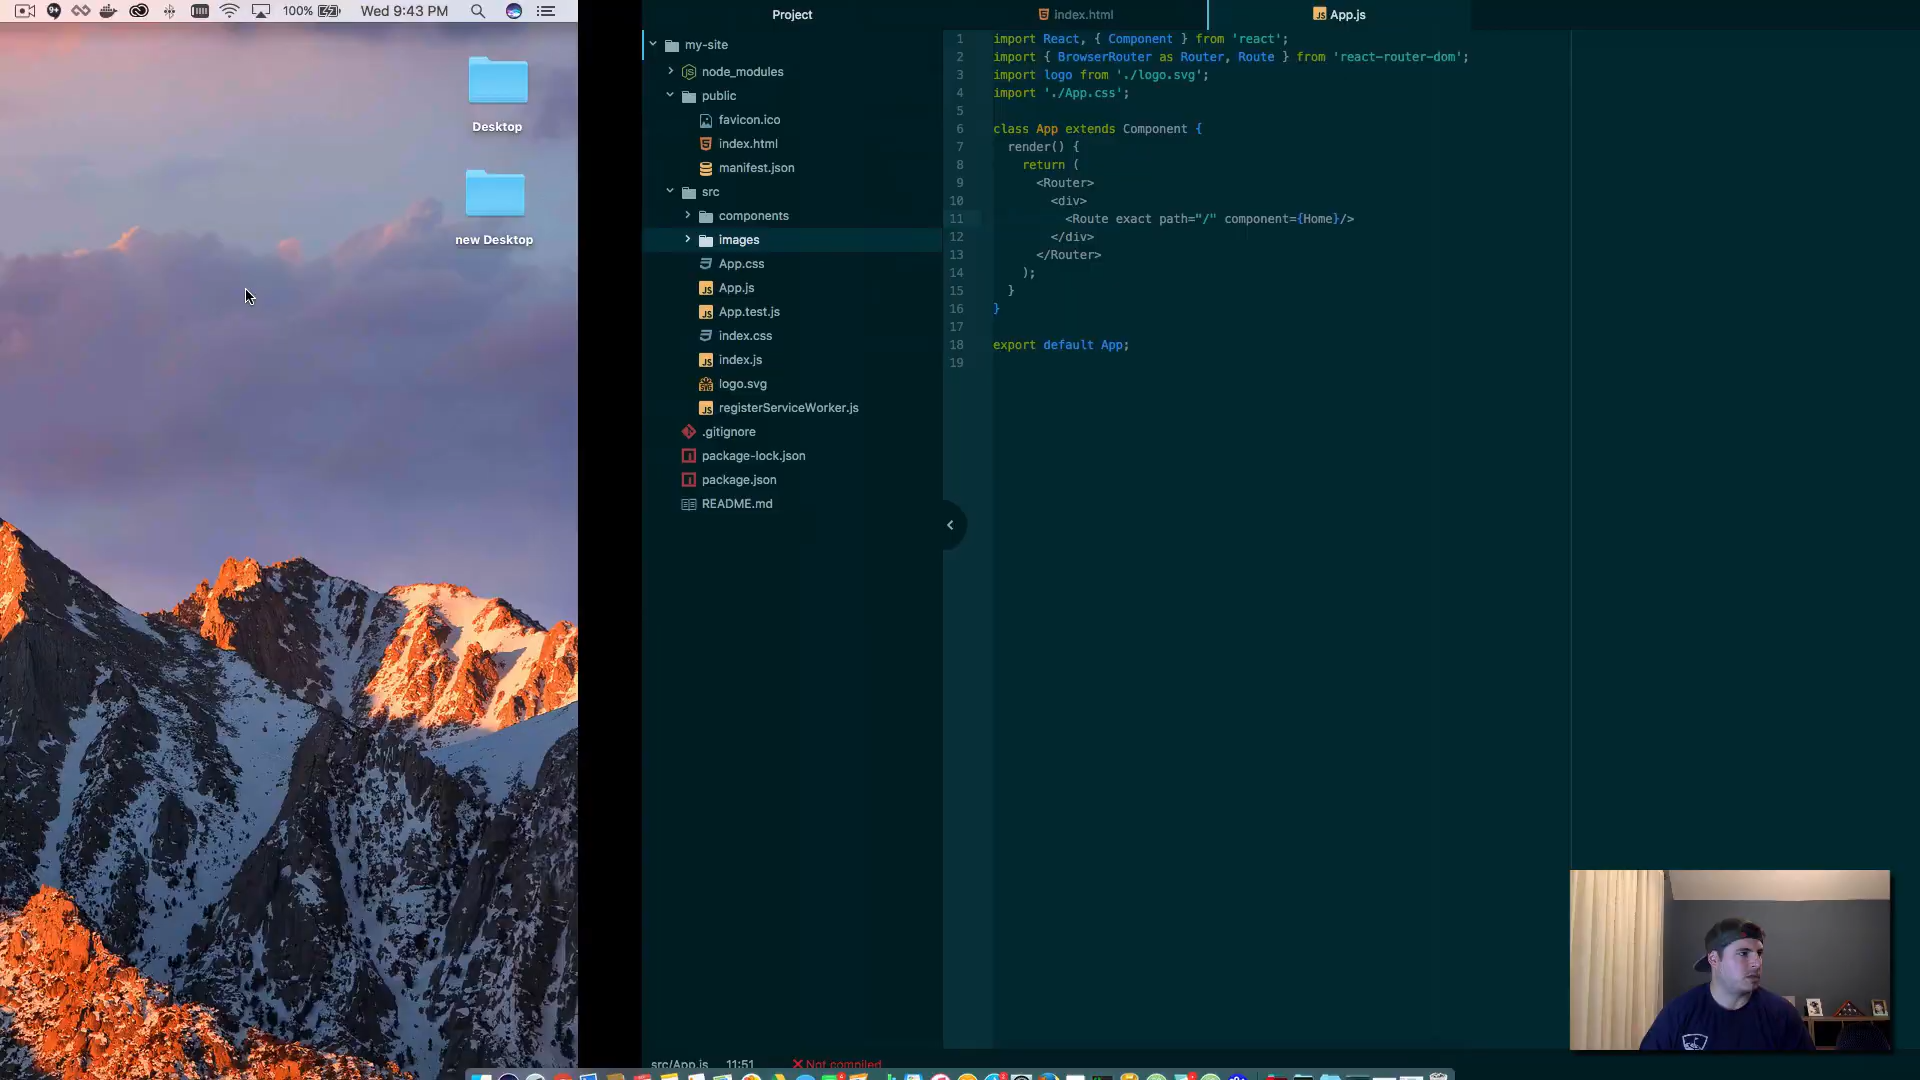 100%
Wed 9:43 PM
Desktop
new Desktop
Project
my-site
node_modules
public
favicon.ico
index.html
manifest.json
src
components
images
App.css
App.js
App.test.js
index.css
index.js
logo.svg
registerServiceWorker.js
.gitignore
package-lock.json
package.json
README.md
index.html
App.js
1 import React, { Component } from 'react';
2 import { BrowserRouter as Router, Route } from 'react-router-dom';
3 import logo from './logo.svg';
4 import './App.css';
5
6 class App extends Component {
7 render() {
8 return (
9 <Router>
10 <div>
11 <Route exact path="/" component={Home}/>
12 </div>
13 </Router>
14 );
15 }
16 }
17
18 export default App;
19
src/App.js 11:51 Not compiled